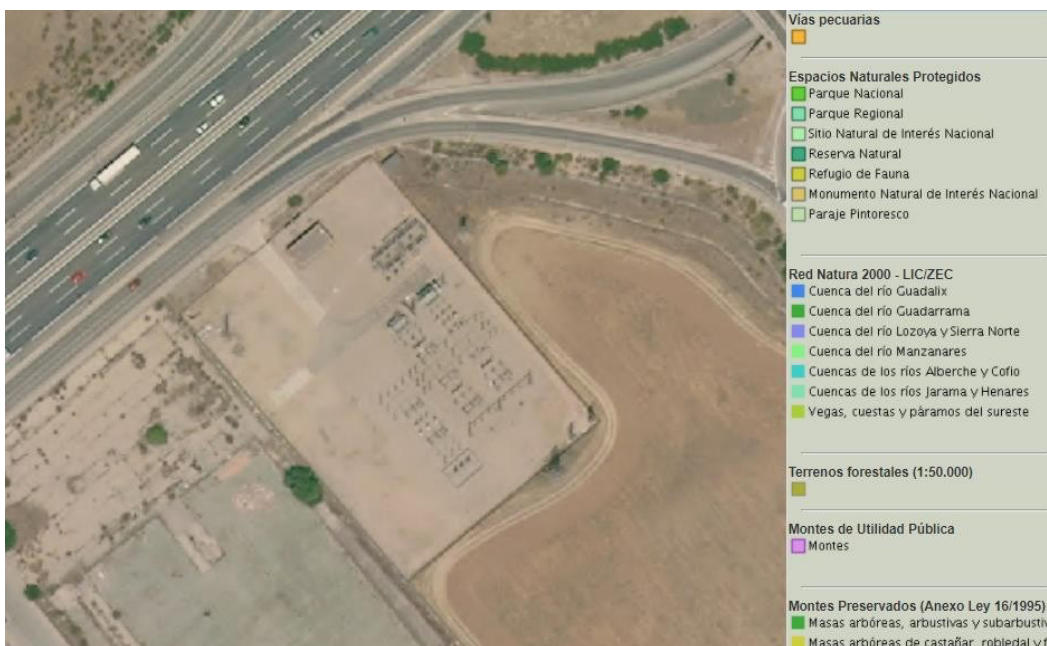 Vías pecuarias
Espacios Naturales Protegidos
Parque Nacional
Parque Regional
Sitio Natural de Interés Nacional
Reserva Natural
Refugio de Fauna
Monumento Natural de Interés Nacional
Paraje Pintoresco
Red Natura 2000 - LIC/ZEC
Cuenca del río Guadalix
Cuenca del río Guadarrama
Cuenca del río Lozoya y Sierra Norte
Cuenca del río Manzanares
Cuencas de los ríos Alberche y Cofio
Cuencas de los ríos Jarama y Henares
Vegas, cuestas y páramos del sureste
Terrenos forestales (1:50.000)
Montes de Utilidad Pública
Montes
Montes Preservados (Anexo Ley 16/1995)
Masas arbóreas, arbustivas y
Masas arbóreas de castañar, robledal y